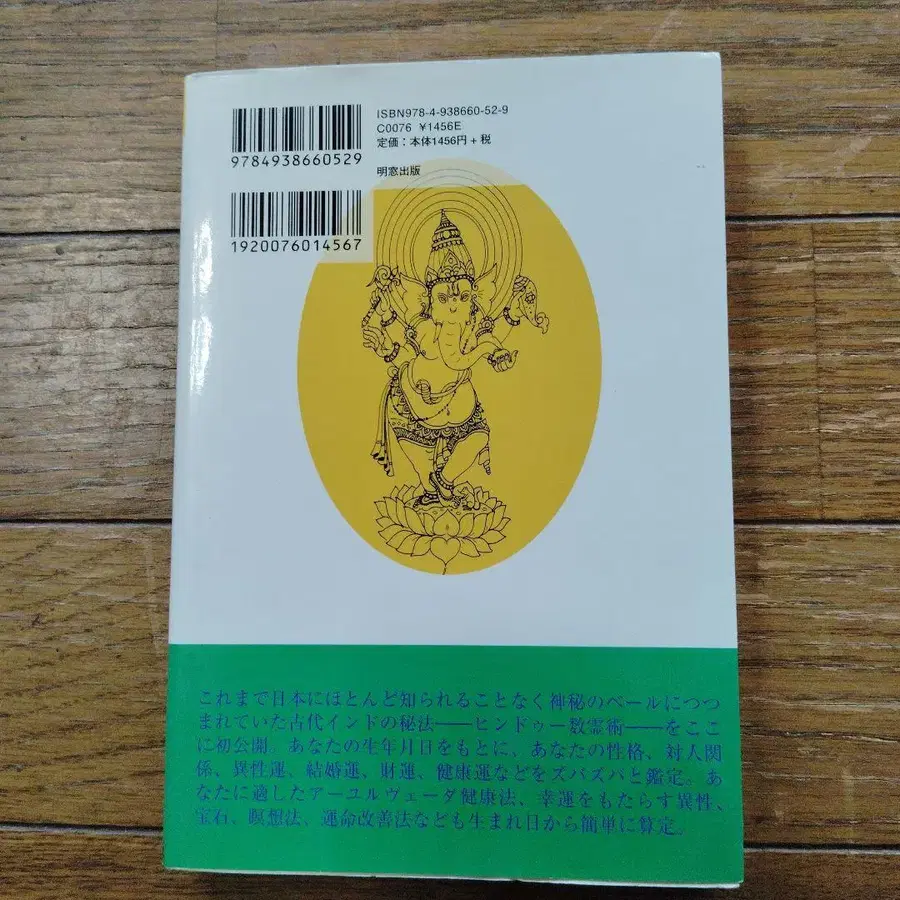 9784938660529
ISBN978-4-938660-52-9
C0076 ¥1456E
定価：本体1456円＋税
明窓出版
1920076014567
これまで日本にほとんど知られることなく神秘のベールにつつ
まれていた古代インドの秘法――ヒンドゥー数霊術――をここ
に初公開。あなたの生年月日をもとに、あなたの性格、対人関
係、異性運、結婚運、財運、健康運などをズバズバと鑑定。あ
なたに適したアーユルヴェーダ健康法、幸運をもたらす異性、
宝石、瞑想法、運命改善法なども生まれ日から簡単に算定。